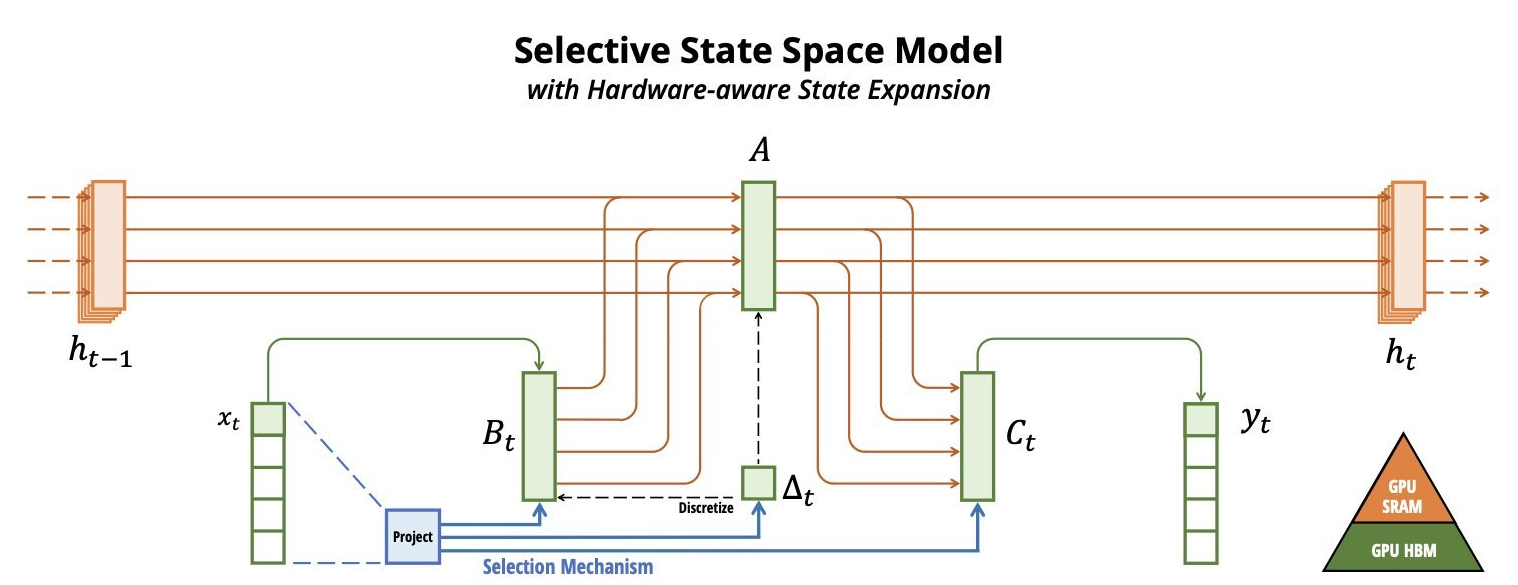 Selective State Space Model
with Hardware-aware State Expansion
A
h_{t-1}
h_t
x_t
B_t
C_t
y_t
Δ_t
Discretize
Project
Selection Mechanism
GPU
SRAM
GPU HBM